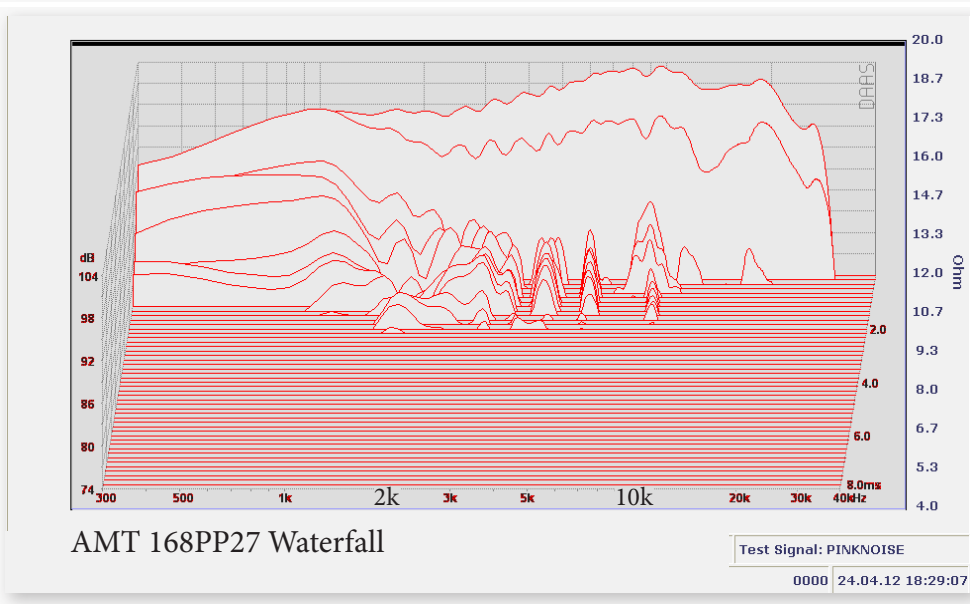 20.0
18.7
17.3
16.0
14.7
13.3
12.0
10.7
9.3
8.0
6.7
5.3
4.0
Ohm
DAAS
dB
104
98
92
86
80
74
2.0
4.0
6.0
8.0ms
300 500 1k 2k 3k 5k 10k 20k 30k 40kHz
AMT 168PP27 Waterfall
Test Signal: PINKNOISE
0000 24.04.12 18:29:07